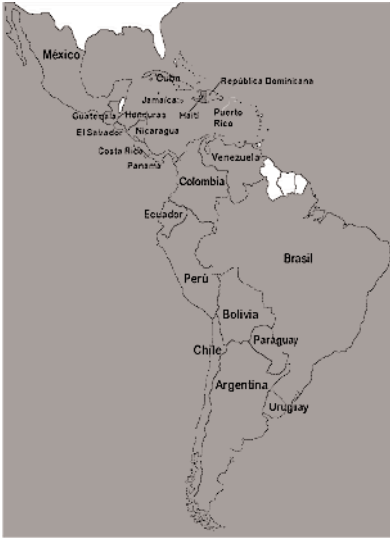 México
Cuba
República Dominicana
Jamaica
Haití
Puerto
Rico
Guatemala
Honduras
El Salvador
Nicaragua
Costa Rica
Panamá
Venezuela
Colombia
Ecuador
Brasil
Perú
Bolivia
Paraguay
Chile
Argentina
Uruguay